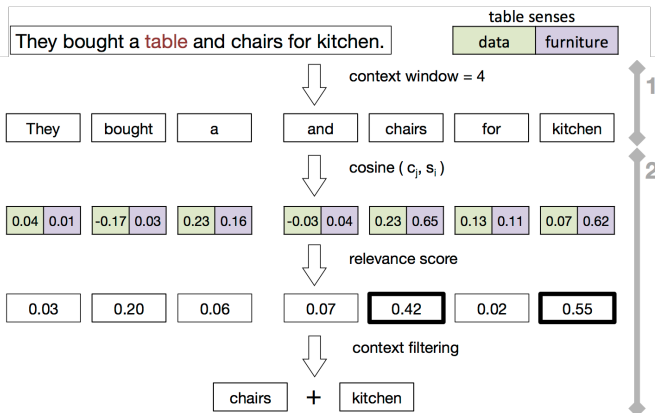 table senses
They bought a table and chairs for kitchen.
data furniture
context window = 4
1
They bought a and chairs for kitchen
cosine ( cj, si )
2
0.04 0.01 -0.17 0.03 0.23 0.16 -0.03 0.04 0.23 0.65 0.13 0.11 0.07 0.62
relevance score
0.03 0.20 0.06 0.07 0.42 0.02 0.55
context filtering
chairs + kitchen